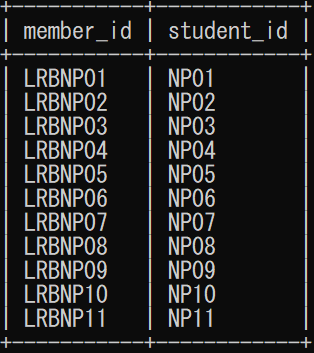 +-----------+------------+
| member_id | student_id |
+-----------+------------+
| LRBNP01 | NP01 |
| LRBNP02 | NP02 |
| LRBNP03 | NP03 |
| LRBNP04 | NP04 |
| LRBNP05 | NP05 |
| LRBNP06 | NP06 |
| LRBNP07 | NP07 |
| LRBNP08 | NP08 |
| LRBNP09 | NP09 |
| LRBNP10 | NP10 |
| LRBNP11 | NP11 |
+-----------+------------+